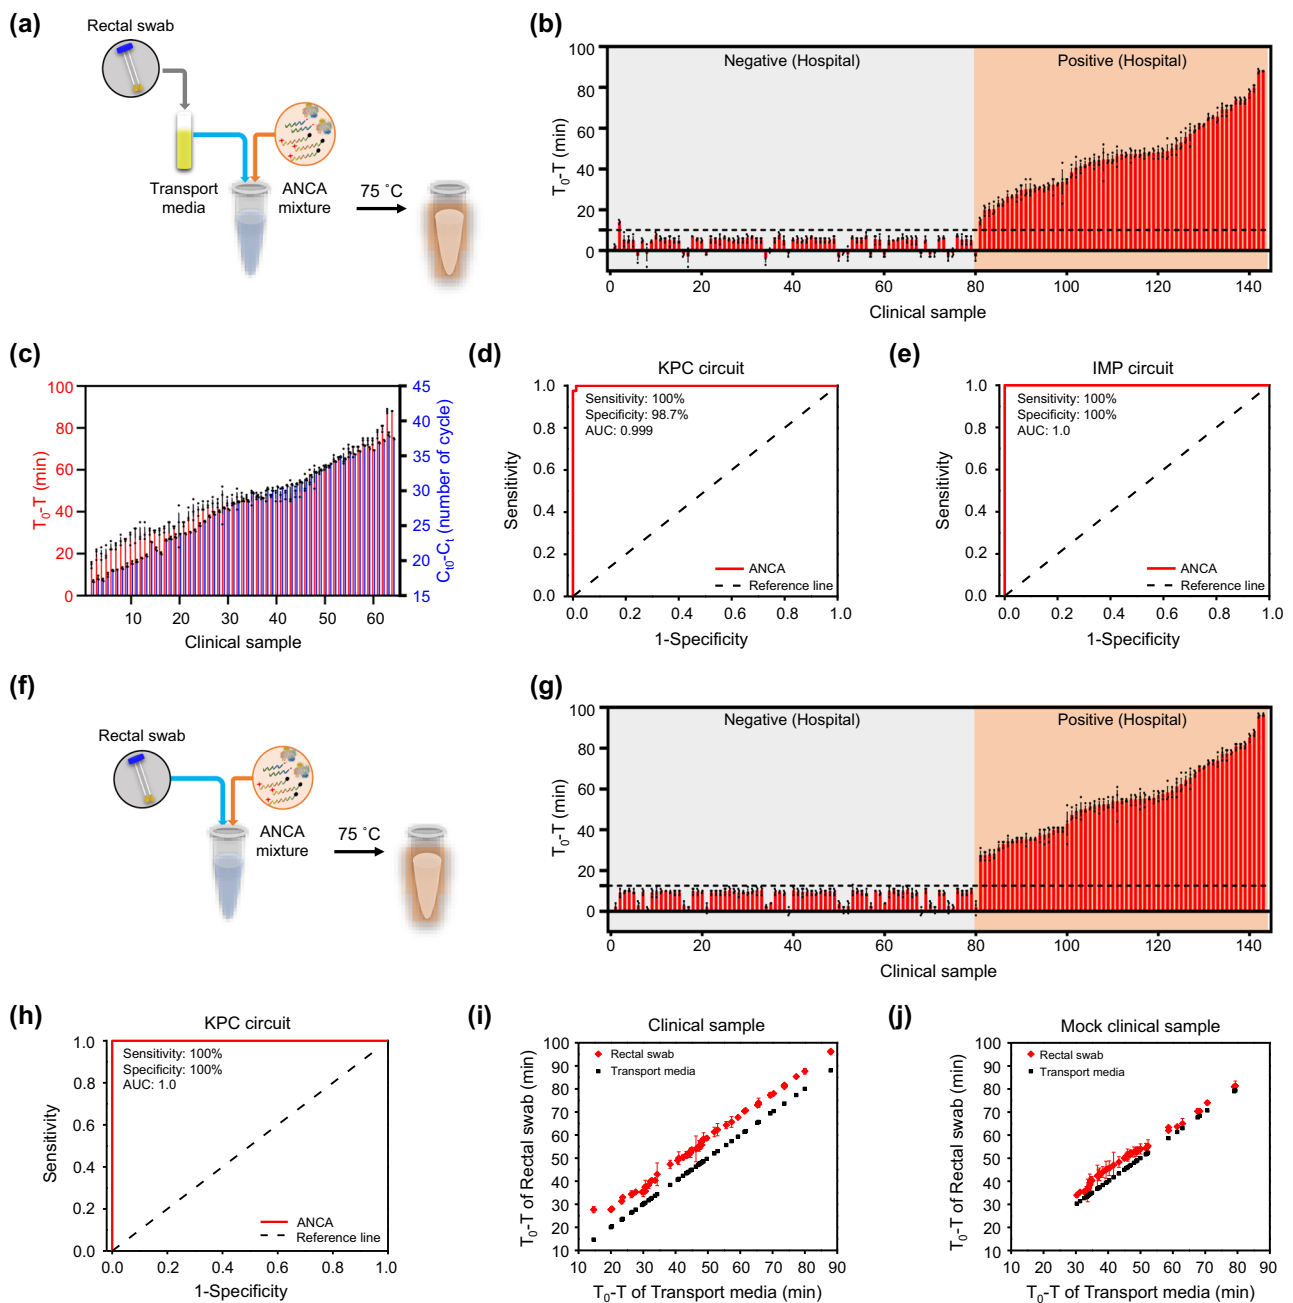 (a)
Rectal swab
Transport
media
ANCA
mixture
75 ˚C
(b)
Negative (Hospital)
Positive (Hospital)
T0-T (min)
100
80
60
40
20
0
0 20 40 60 80 100 120 140
Clinical sample
(c)
T0-T (min)
100
80
60
40
20
0
45
40
35
30
25
20
15
Ct0-Ct (number of cycle)
10 20 30 40 50 60
Clinical sample
(d)
KPC circuit
Sensitivity: 100%
Specificity: 98.7%
AUC: 0.999
Sensitivity
1.0
0.8
0.6
0.4
0.2
0.0
ANCA
Reference line
0.0 0.2 0.4 0.6 0.8 1.0
1-Specificity
(e)
IMP circuit
Sensitivity: 100%
Specificity: 100%
AUC: 1.0
Sensitivity
1.0
0.8
0.6
0.4
0.2
0.0
ANCA
Reference line
0.0 0.2 0.4 0.6 0.8 1.0
1-Specificity
(f)
Rectal swab
ANCA
mixture
75 ˚C
(g)
Negative (Hospital)
Positive (Hospital)
T0-T (min)
100
80
60
40
20
0
0 20 40 60 80 100 120 140
Clinical sample
(h)
KPC circuit
Sensitivity: 100%
Specificity: 100%
AUC: 1.0
Sensitivity
1.0
0.8
0.6
0.4
0.2
0.0
ANCA
Reference line
0.0 0.2 0.4 0.6 0.8 1.0
1-Specificity
(i)
Clinical sample
Rectal swab
Transport media
T0-T of Rectal swab (min)
100
90
80
70
60
50
40
30
20
10
10 20 30 40 50 60 70 80 90
T0-T of Transport media (min)
(j)
Mock clinical sample
Rectal swab
Transport media
T0-T of Rectal swab (min)
100
90
80
70
60
50
40
30
20
10
10 20 30 40 50 60 70 80 90
T0-T of Transport media (min)